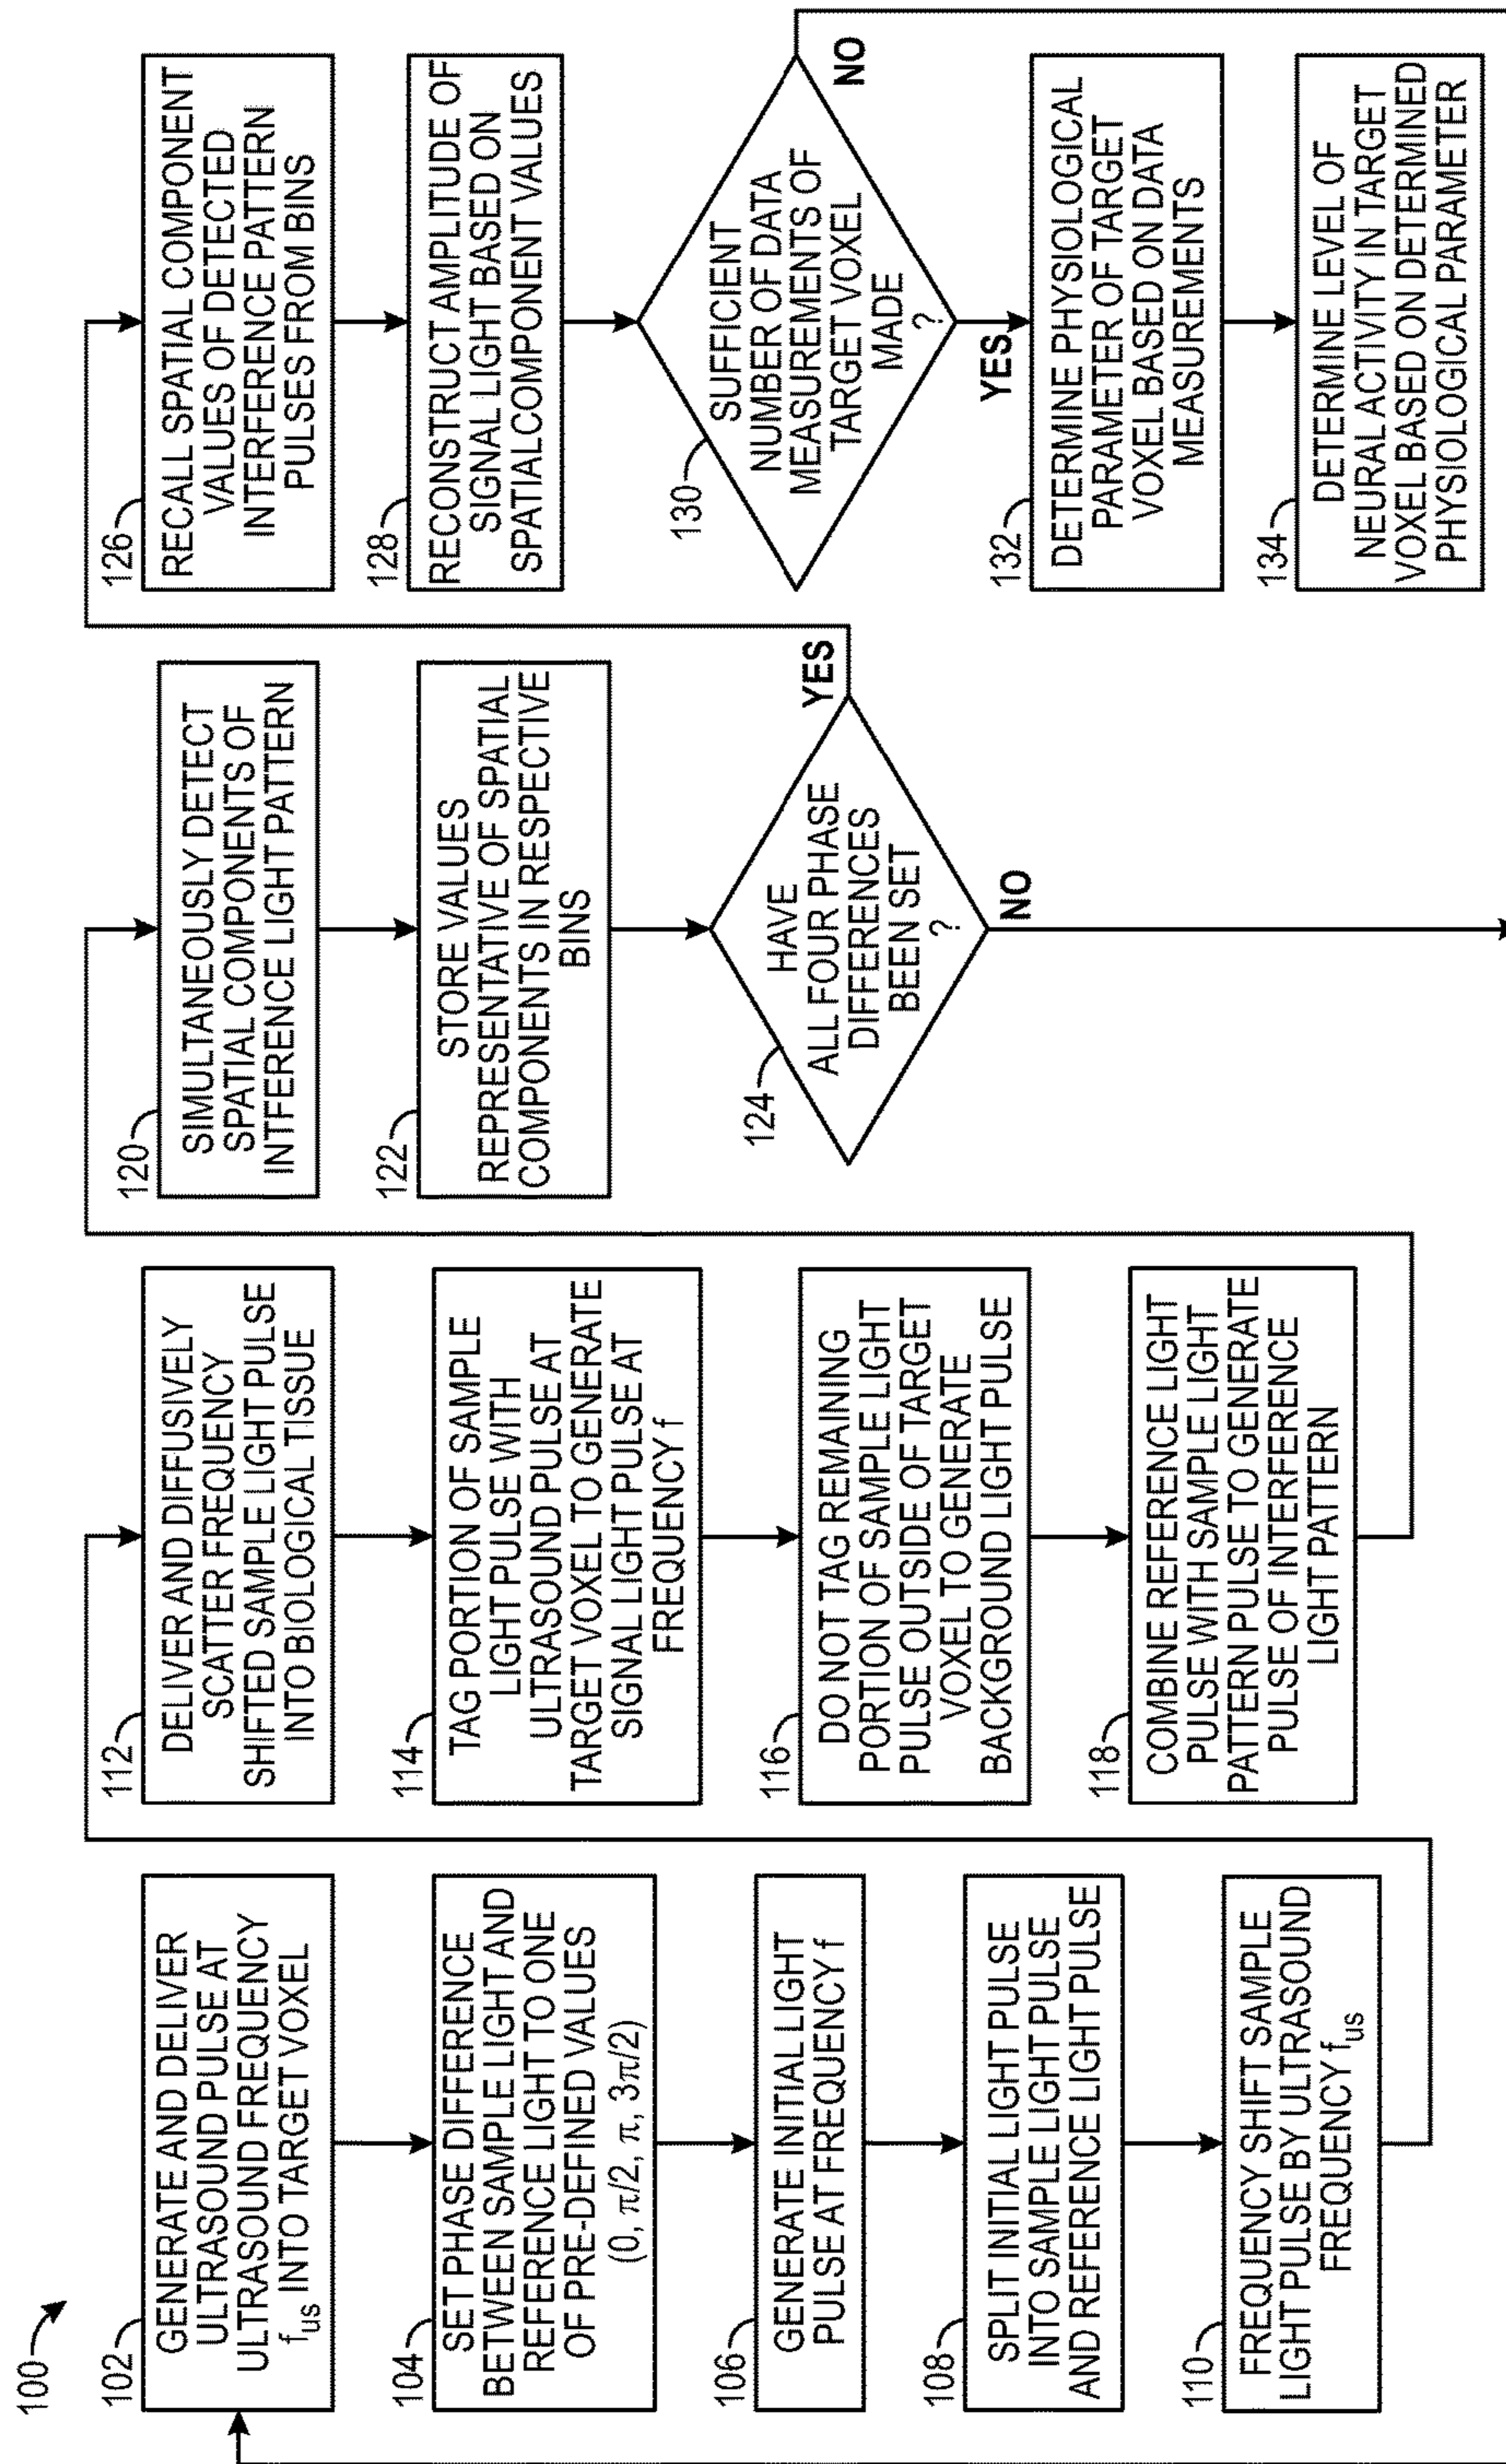 100
102
GENERATE AND DELIVER
ULTRASOUND PULSE AT
ULTRASOUND FREQUENCY
fus INTO TARGET VOXEL
104
SET PHASE DIFFERENCE
BETWEEN SAMPLE LIGHT AND
REFERENCE LIGHT TO ONE
OF PRE-DEFINED VALUES
(0, π/2, π, 3π/2)
106
GENERATE INITIAL LIGHT
PULSE AT FREQUENCY f
108
SPLIT INITIAL LIGHT PULSE
INTO SAMPLE LIGHT PULSE
AND REFERENCE LIGHT PULSE
110
FREQUENCY SHIFT SAMPLE
LIGHT PULSE BY ULTRASOUND
FREQUENCY fus
112
DELIVER AND DIFFUSIVELY
SCATTER FREQUENCY
SHIFTED SAMPLE LIGHT PULSE
INTO BIOLOGICAL TISSUE
114
TAG PORTION OF SAMPLE
LIGHT PULSE WITH
ULTRASOUND PULSE AT
TARGET VOXEL TO GENERATE
SIGNAL LIGHT PULSE AT
FREQUENCY f
116
DO NOT TAG REMAINING
PORTION OF SAMPLE LIGHT
PULSE OUTSIDE OF TARGET
VOXEL TO GENERATE
BACKGROUND LIGHT PULSE
118
COMBINE REFERENCE LIGHT
PULSE WITH SAMPLE LIGHT
PATTERN PULSE TO GENERATE
PULSE OF INTERFERENCE
LIGHT PATTERN
120
SIMULTANEOUSLY DETECT
SPATIAL COMPONENTS OF
INTFERENCE LIGHT PATTERN
122
STORE VALUES
REPRESENTATIVE OF SPATIAL
COMPONENTS IN RESPECTIVE
BINS
124
HAVE
ALL FOUR PHASE
DIFFERENCES
BEEN SET
?
YES
NO
126
RECALL SPATIAL COMPONENT
VALUES OF DETECTED
INTERFERENCE PATTERN
PULSES FROM BINS
128
RECONSTRUCT AMPLITUDE OF
SIGNAL LIGHT BASED ON
SPATIALCOMPONENT VALUES
130
SUFFICIENT
NUMBER OF DATA
MEASUREMENTS OF
TARGET VOXEL
MADE
?
NO
YES
132
DETERMINE PHYSIOLOGICAL
PARAMETER OF TARGET
VOXEL BASED ON DATA
MEASUREMENTS
134
DETERMINE LEVEL OF
NEURAL ACTIVITY IN TARGET
VOXEL BASED ON DETERMINED
PHYSIOLOGICAL PARAMETER